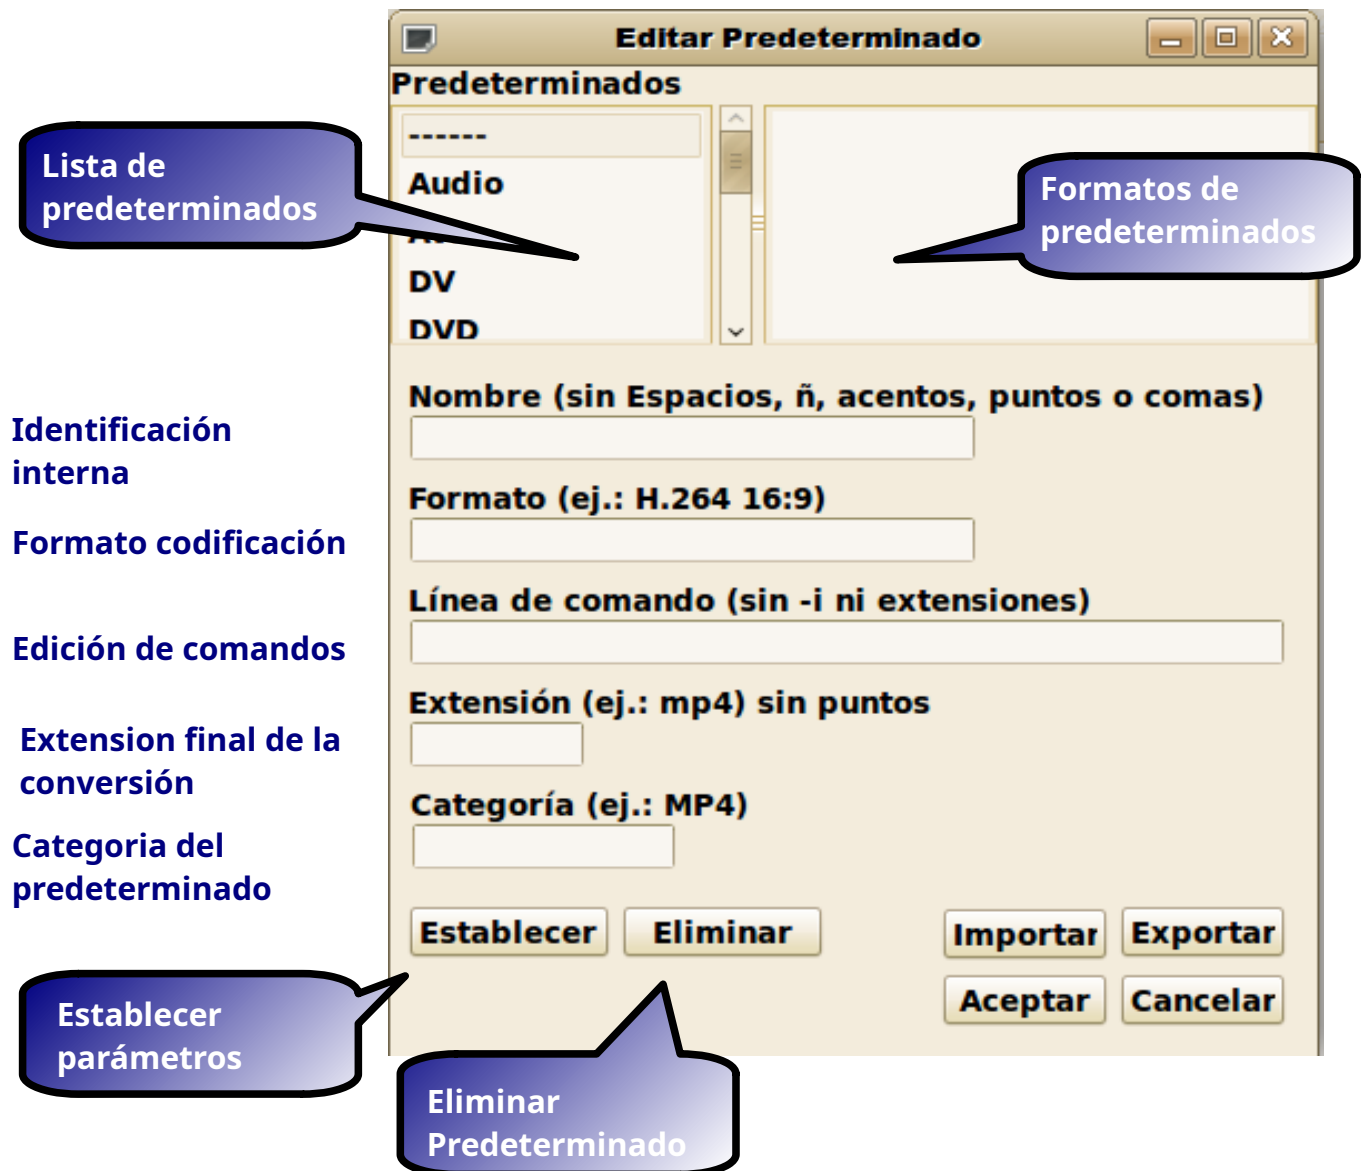 Editar Predeterminado
Predeterminados
------
Audio
DV
DVD
Lista de
predeterminados
Formatos de
predeterminados
Nombre (sin Espacios, ñ, acentos, puntos o comas)
Identificación
interna
Formato (ej.: H.264 16:9)
Formato codificación
Línea de comando (sin -i ni extensiones)
Edición de comandos
Extensión (ej.: mp4) sin puntos
Extension final de la
conversión
Categoría (ej.: MP4)
Categoria del
predeterminado
Establecer Eliminar Importar Exportar
Aceptar Cancelar
Establecer
parámetros
Eliminar
Predeterminado